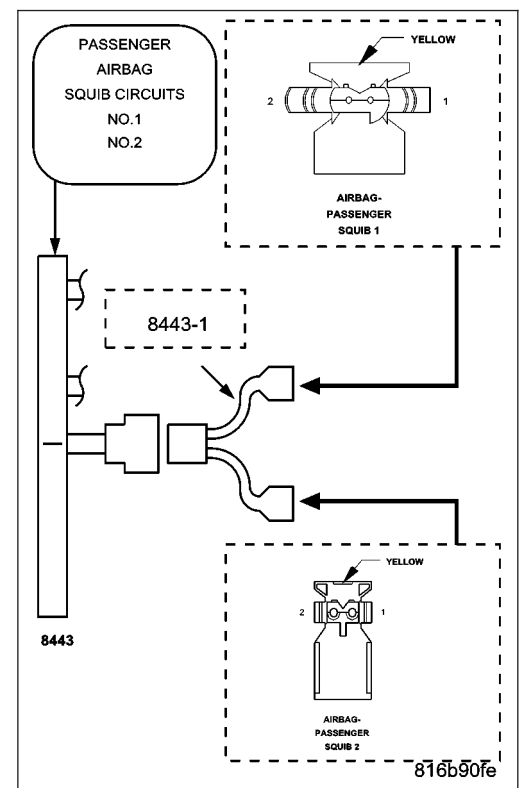 PASSENGER
AIRBAG
SQUIB CIRCUITS
NO.1
NO.2
YELLOW
2
1
AIRBAG-
PASSENGER
SQUIB 1
8443-1
8443
YELLOW
2
1
AIRBAG-
PASSENGER
SQUIB 2
816b90fe